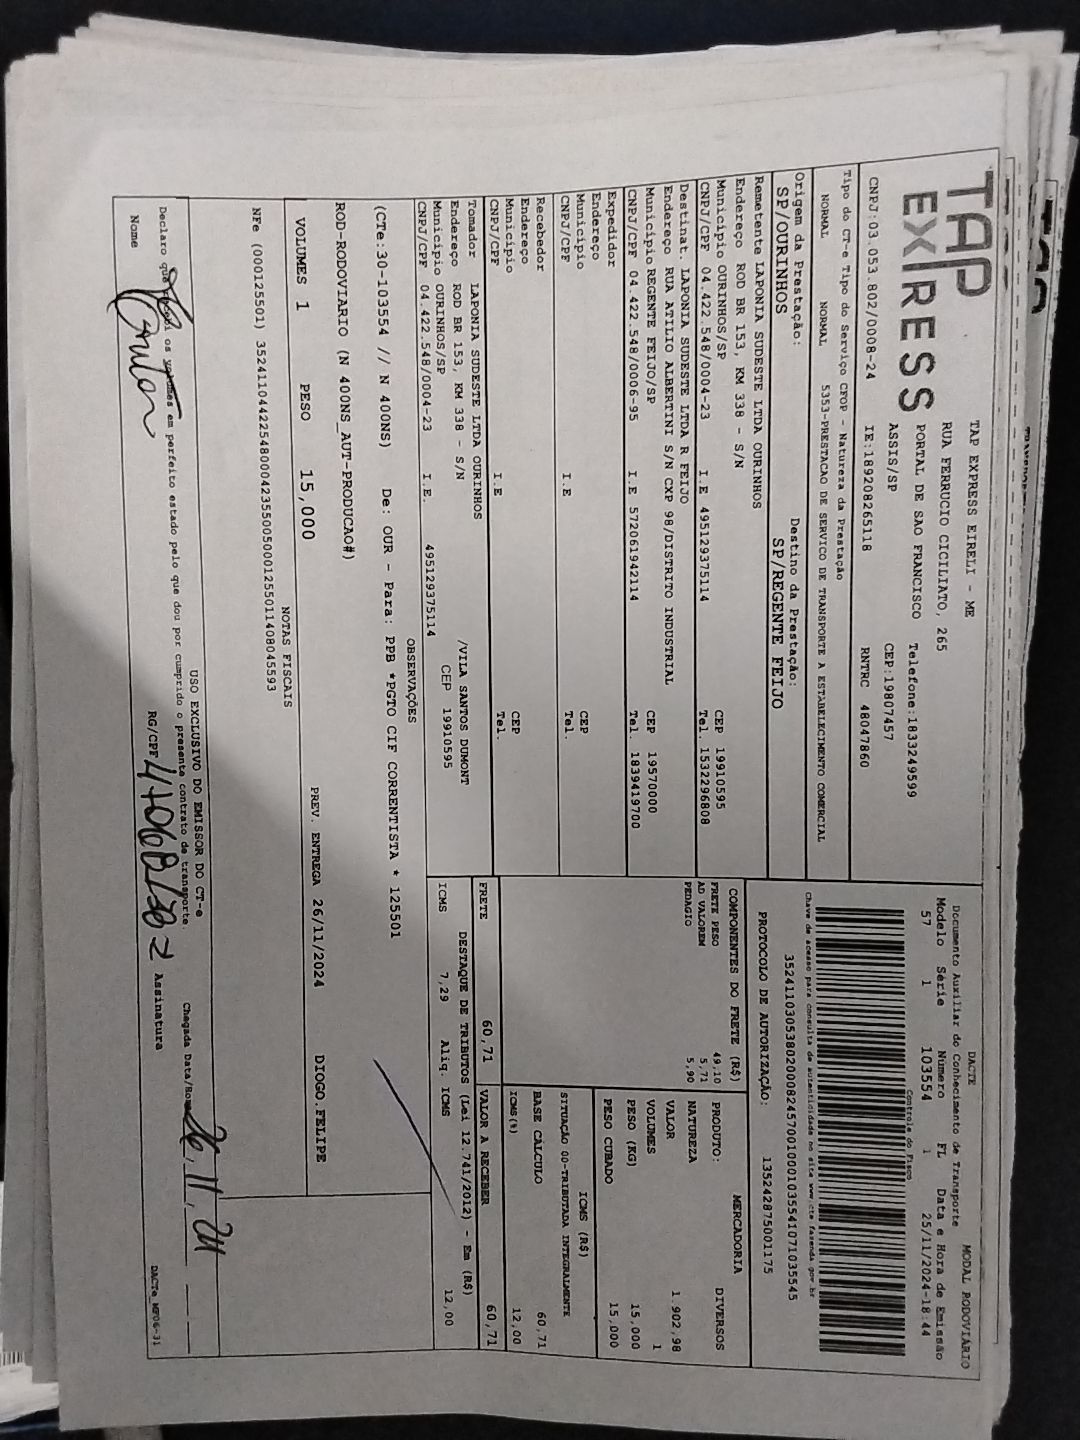 TAP
EXPRESS
TAP EXPRESS EIRELI - ME
RUA FERRUCIO CICILIATO, 265
PORTAL DE SAO FRANCISCO Telefone:1833249599
ASSIS/SP CEP:19807457
CNPJ:03.053.802/0008-24 IE:189208265118 RNTRC 48047860
DACTE MODAL RODOVIÁRIO
Documento Auxiliar do Conhecimento de Transporte
Modelo Série Número FL Data e Hora de Emissão
57 1 103554 1 25/11/2024-18:44
Controle do Fisco
Chave de acesso para consulta de autenticidade no site www.cte.fazenda.gov.br
35241103053802000824570010001035541071035545
PROTOCOLO DE AUTORIZAÇÃO: 135242875001175
Tipo do CT-e Tipo do Serviço CFOP - Natureza da Prestação
NORMAL NORMAL 5353-PRESTACAO DE SERVICO DE TRANSPORTE A ESTABELECIMENTO COMERCIAL
Origem da Prestação: Destino da Prestação:
SP/OURINHOS SP/REGENTE FEIJO
Remetente LAPONIA SUDESTE LTDA OURINHOS
Endereço ROD BR 153, KM 338 - S/N
Município OURINHOS/SP CEP 19910595
CNPJ/CPF 04.422.548/0004-23 I.E 495129375114 Tel. 1532296808
Destinat. LAPONIA SUDESTE LTDA R FEIJO
Endereço RUA ATILIO ALBERTINI S/N CXP 98/DISTRITO INDUSTRIAL
Município REGENTE FEIJO/SP CEP 19570000
CNPJ/CPF 04.422.548/0006-95 I.E 572061942114 Tel. 1839419700
Expedidor
Endereço
Município CEP
CNPJ/CPF I.E Tel.
Recebedor
Endereço
Município CEP
CNPJ/CPF I.E Tel.
Tomador LAPONIA SUDESTE LTDA OURINHOS
Endereço ROD BR 153, KM 338 - S/N /VILA SANTOS DUMONT
Município OURINHOS/SP CEP 19910595
CNPJ/CPF 04.422.548/0004-23 I.E. 495129375114
COMPONENTES DO FRETE (R$)
FRETE PESO 49,10
AD VALOREM 5,71
PEDAGIO 5,90
PRODUTO: MERCADORIA
NATUREZA DIVERSOS
VALOR 1.902,98
VOLUMES 1
PESO (KG) 15,000
PESO CUBADO 15,000
ICMS (R$)
SITUAÇÃO 00-TRIBUTADA INTEGRALMENTE
BASE CÁLCULO 60,71
ICMS(%) 12,00
FRETE 60,71 VALOR A RECEBER 60,71
DESTAQUE DE TRIBUTOS (Lei 12.741/2012) - Em (R$)
ICMS 7,29 Aliq. ICMS 12,00
OBSERVAÇÕES
(CTe:30-103554 // N 400NS) De: OUR - Para: PPB *PGTO CIF CORRENTISTA * 125501
ROD-RODOVIARIO (N 400NS_AUT-PRODUCAO#)
VOLUMES 1 PESO 15,000 PREV. ENTREGA 26/11/2024 DIOGO.FELIPE
NOTAS FISCAIS
NFe (000125501) 35241104422548000423550050001255011408045593
USO EXCLUSIVO DO EMISSOR DO CT-e
Declaro que os volumes em perfeito estado pelo que dou por cumprido o presente contrato de transporte.
Chegada Data/Hora 26, 11, 24
Nome RG/CPF Assinatura
DACTe_MP06-31